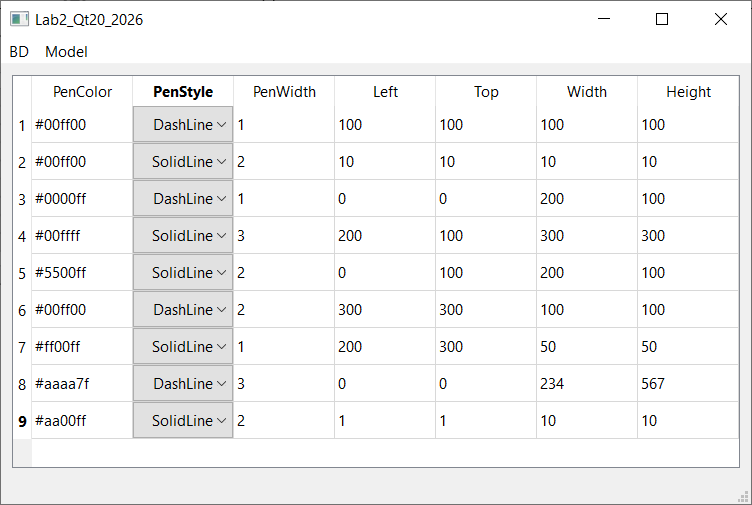 Lab2_Qt20_2026
BD Model
PenColor PenStyle PenWidth Left Top Width Height
1 #00ff00 DashLine 1 100 100 100 100
2 #00ff00 SolidLine 2 10 10 10 10
3 #0000ff DashLine 1 0 0 200 100
4 #00ffff SolidLine 3 200 100 300 300
5 #5500ff SolidLine 2 0 100 200 100
6 #00ff00 DashLine 2 300 300 100 100
7 #ff00ff SolidLine 1 200 300 50 50
8 #aaaa7f DashLine 3 0 0 234 567
9 #aa00ff SolidLine 2 1 1 10 10